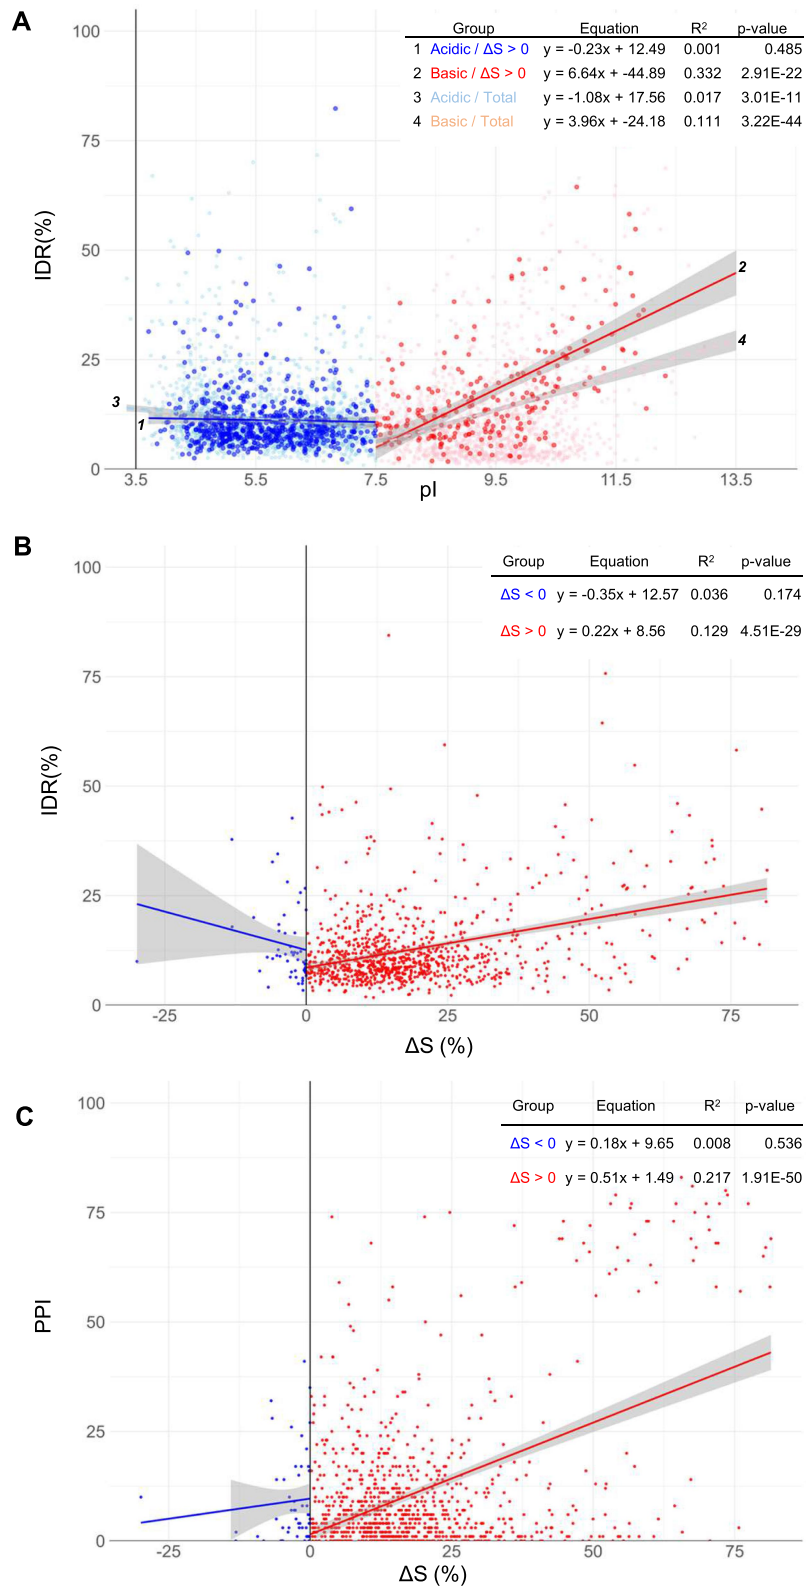 A
Group Equation R² p-value
1 Acidic / ΔS > 0 y = -0.23x + 12.49 0.001 0.485
2 Basic / ΔS > 0 y = 6.64x + -44.89 0.332 2.91E-22
3 Acidic / Total y = -1.08x + 17.56 0.017 3.01E-11
4 Basic / Total y = 3.96x + -24.18 0.111 3.22E-44
100
75
50
25
0
IDR(%)
2
4
3
1
3.5 5.5 7.5 9.5 11.5 13.5
pI
B
Group Equation R² p-value
ΔS < 0 y = -0.35x + 12.57 0.036 0.174
ΔS > 0 y = 0.22x + 8.56 0.129 4.51E-29
100
75
50
25
0
IDR(%)
-25 0 25 50 75
ΔS (%)
C
Group Equation R² p-value
ΔS < 0 y = 0.18x + 9.65 0.008 0.536
ΔS > 0 y = 0.51x + 1.49 0.217 1.91E-50
100
75
50
25
0
PPI
-25 0 25 50 75
ΔS (%)